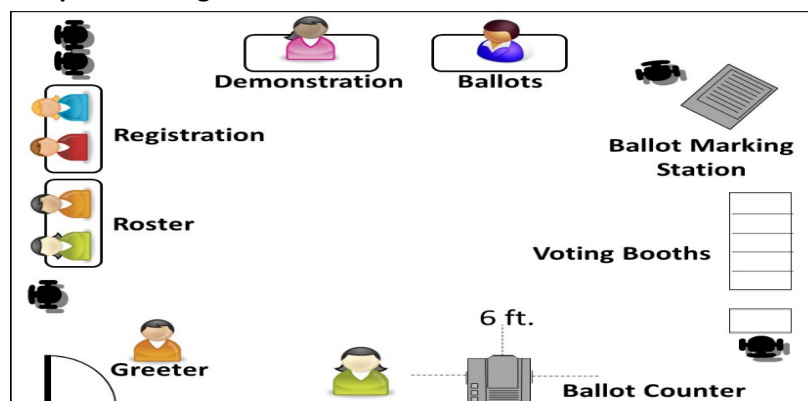 Demonstration
Ballots
Registration
Ballot Marking
Station
Roster
Voting Booths
6 ft.
Greeter
Ballot Counter